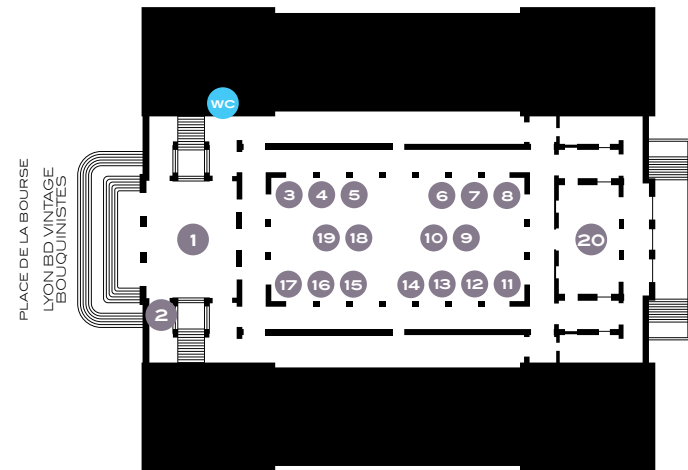 WC
PLACE DE LA BOURSE
LYON BD VINTAGE
BOUQUINISTES
1
2
3 4 5 6 7 8
19 18 10 9
17 16 15 14 13 12 11
20